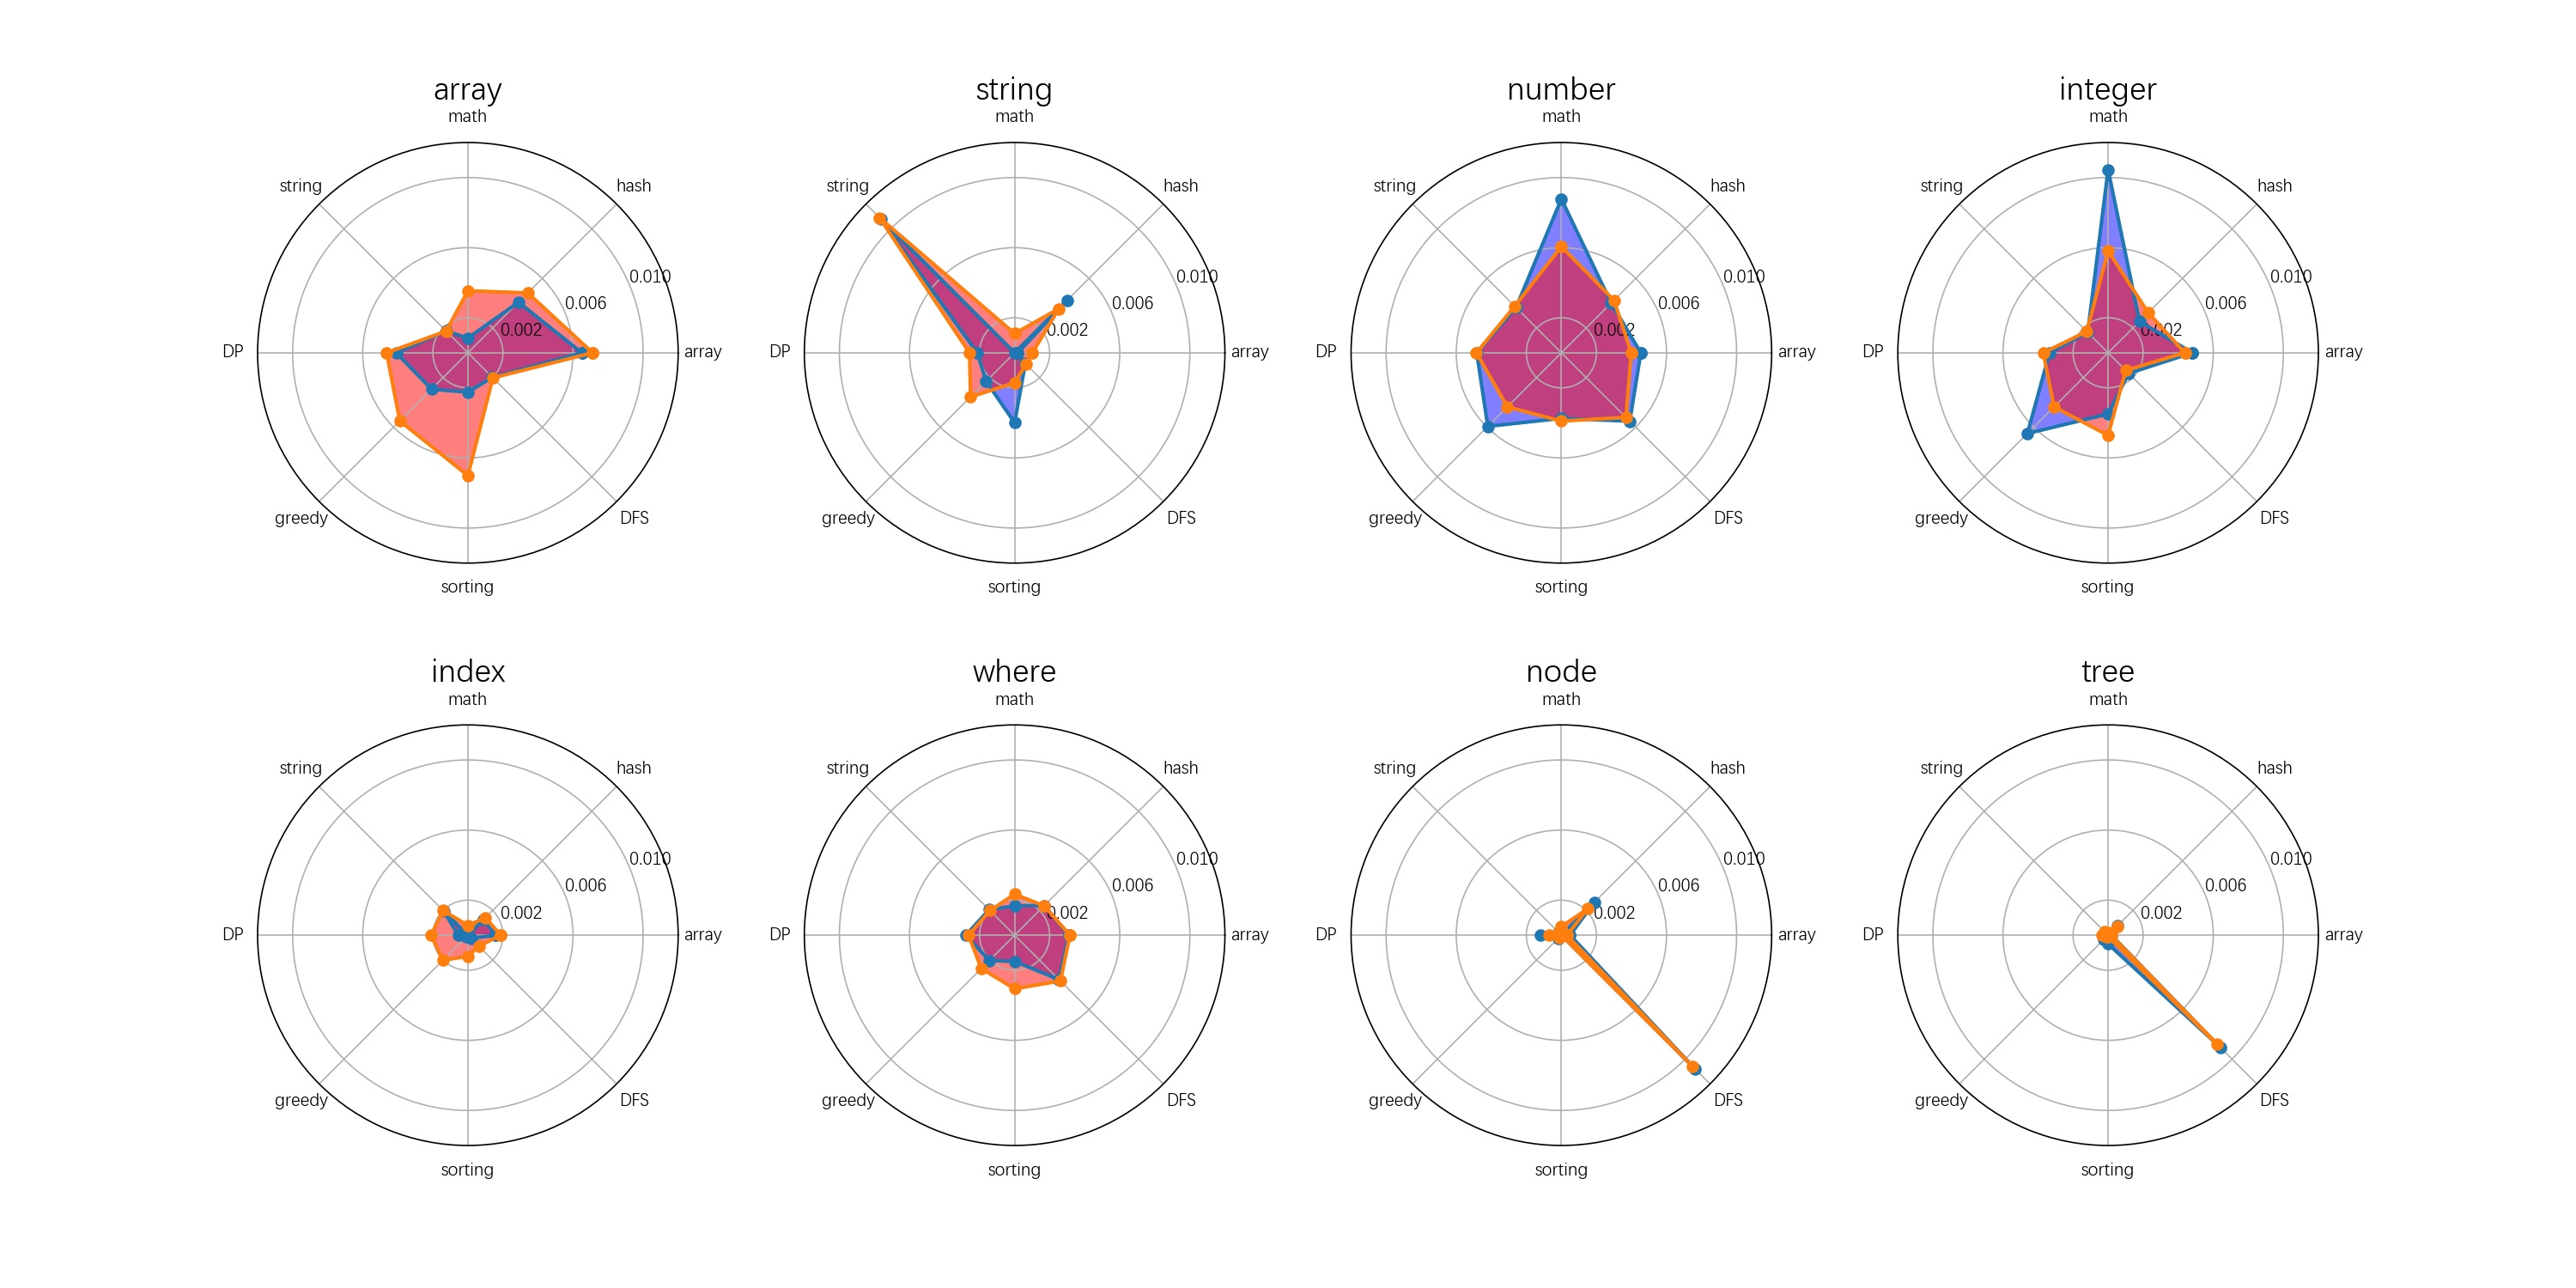 array
math
string
hash
0.010
0.006
0.002
DP
array
greedy
DFS
sorting
string
math
string
hash
0.010
0.006
0.002
DP
array
greedy
DFS
sorting
number
math
string
hash
0.010
0.006
0.002
DP
array
greedy
DFS
sorting
integer
math
string
hash
0.010
0.006
0.002
DP
array
greedy
DFS
sorting
index
math
string
hash
0.010
0.006
0.002
DP
array
greedy
DFS
sorting
where
math
string
hash
0.010
0.006
0.002
DP
array
greedy
DFS
sorting
node
math
string
hash
0.010
0.006
0.002
DP
array
greedy
DFS
sorting
tree
math
string
hash
0.010
0.006
0.002
DP
array
greedy
DFS
sorting